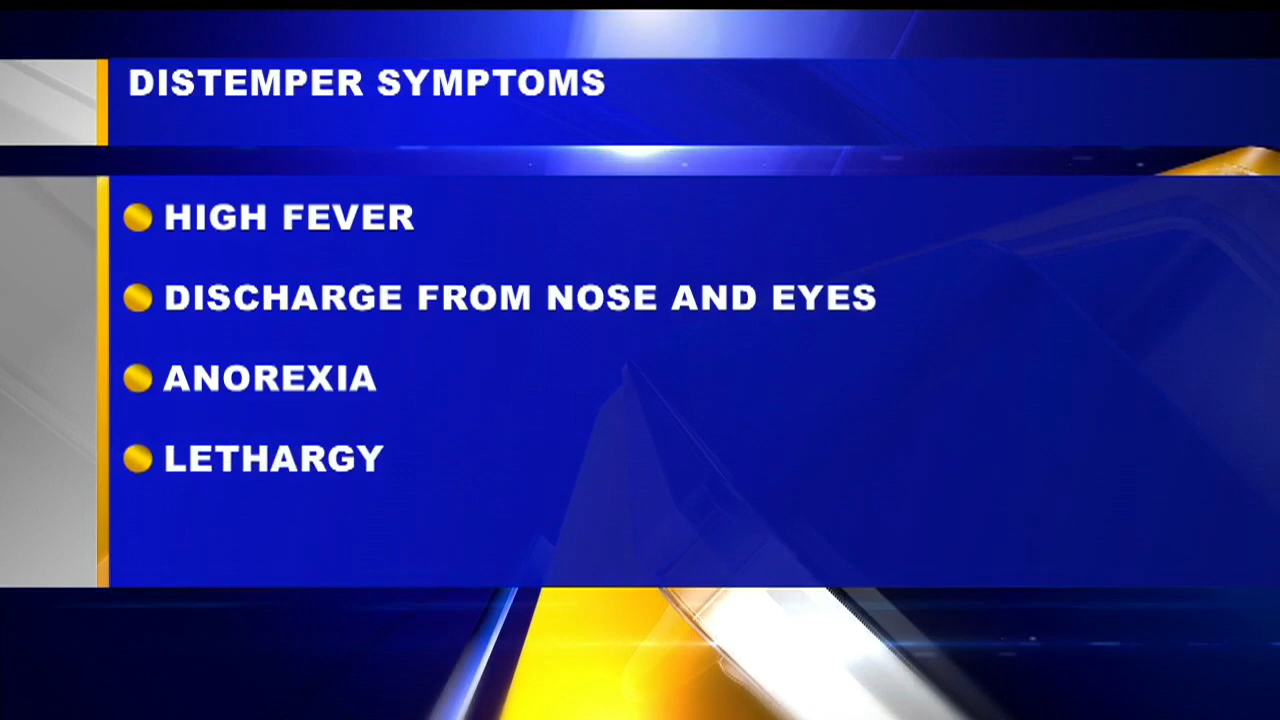 DISTEMPER SYMPTOMS
HIGH FEVER
DISCHARGE FROM NOSE AND EYES
ANOREXIA
LETHARGY